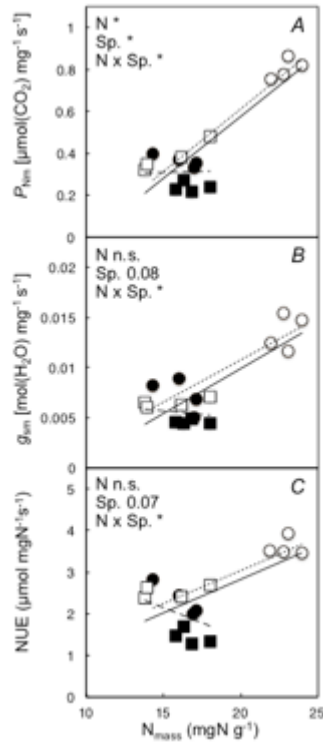 A
N *
Sp. *
N x Sp. *
1
0.8
0.6
0.4
0.2
0
P_Nm [μmol(CO₂) mg⁻¹ s⁻¹]
B
N n.s.
Sp. 0.08
N x Sp. *
0.02
0.015
0.01
0.005
0
g_sm [mol(H₂O) mg⁻¹ s⁻¹]
C
N n.s.
Sp. 0.07
N x Sp. *
4
3
2
1
0
NUE (μmol mgN⁻¹s⁻¹)
10 15 20 25
N_mass (mgN g⁻¹)